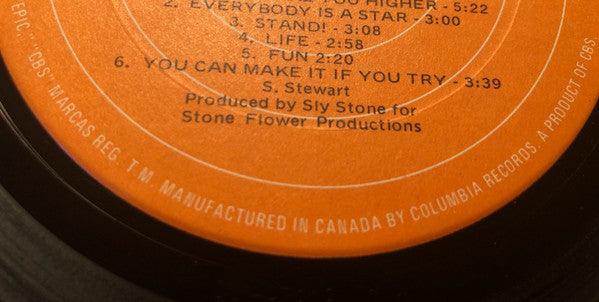 HIGHER - 5:22
2. EVERYBODY IS A STAR - 3:00
3. STAND! - 3:08
4. LIFE - 2:58
5. FUN 2:20
6. YOU CAN MAKE IT IF YOU TRY - 3:39
S. Stewart
Produced by Sly Stone for
Stone Flower Productions
EPIC," "CBS" MARCAS REG. T.M. MANUFACTURED IN CANADA BY COLUMBIA RECORDS. A PRODUCT OF CBS